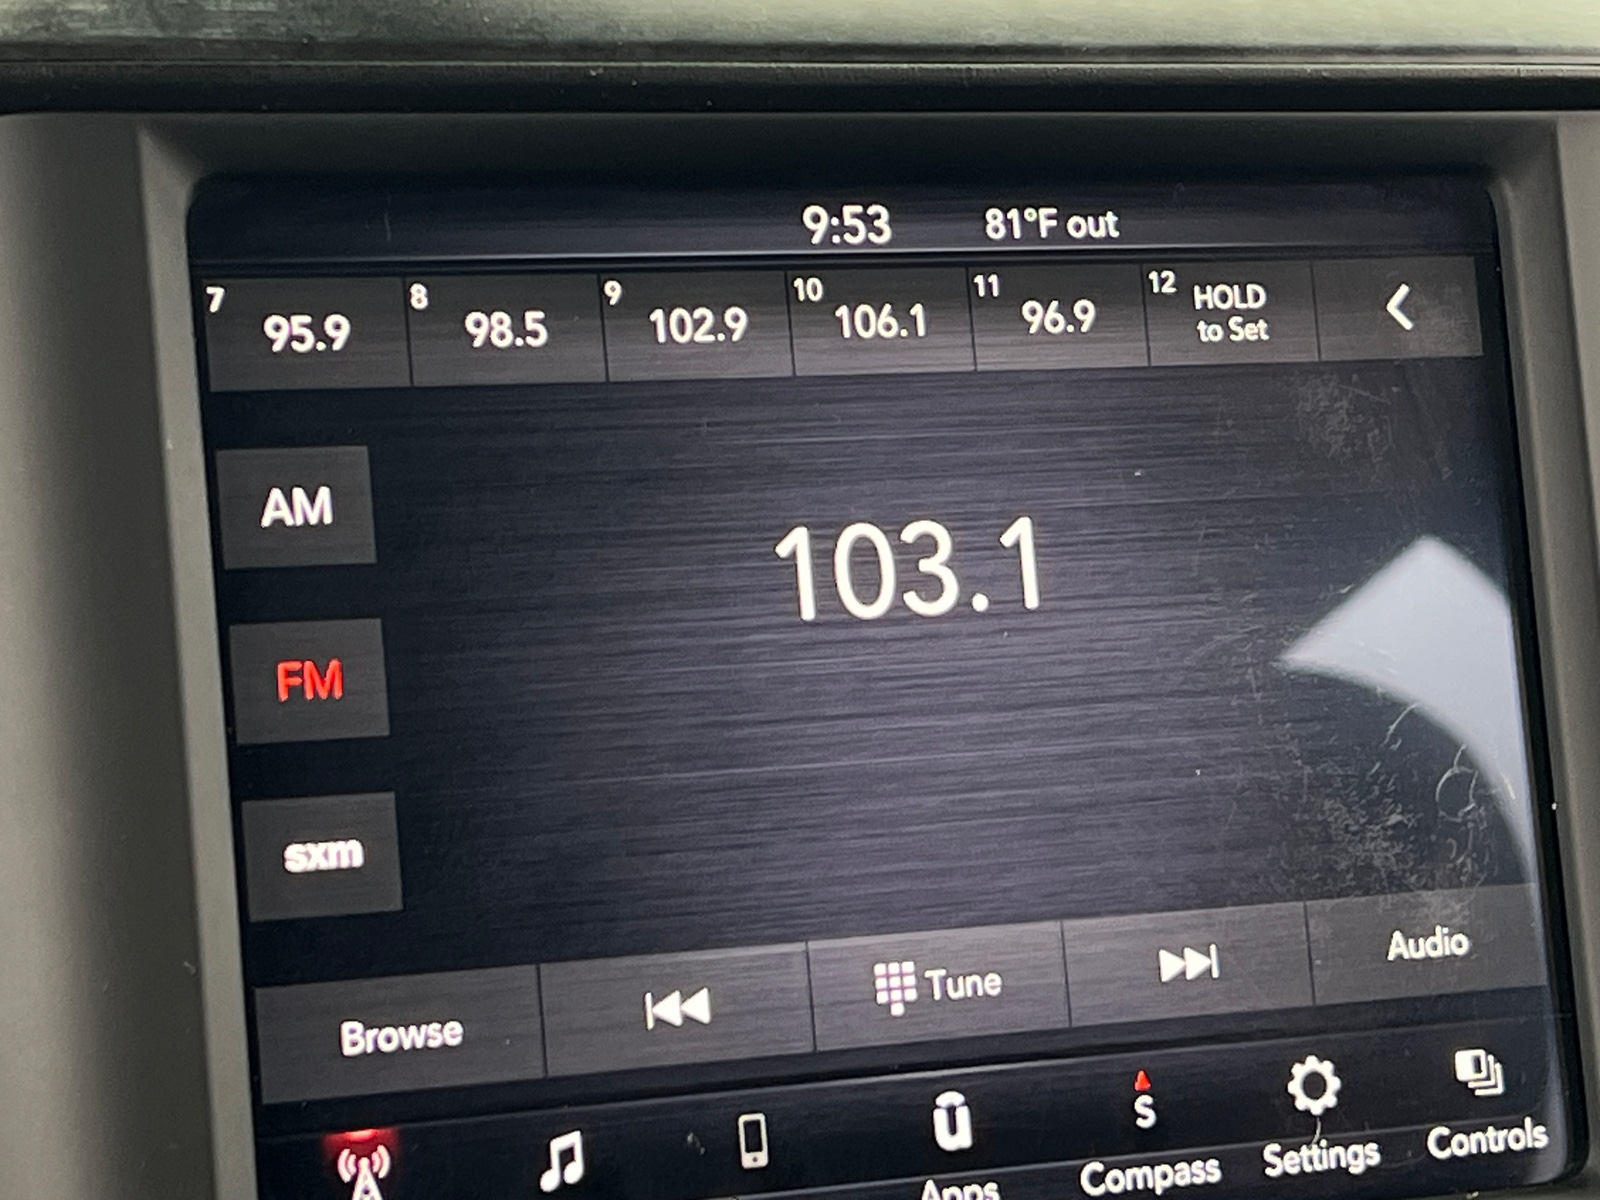 9:53 81°F out
7 95.9 8 98.5 9 102.9 10 106.1 11 96.9 12 HOLD
to Set
AM
103.1
FM
sxm
Browse Tune Audio
S
Apps Compass Settings Controls